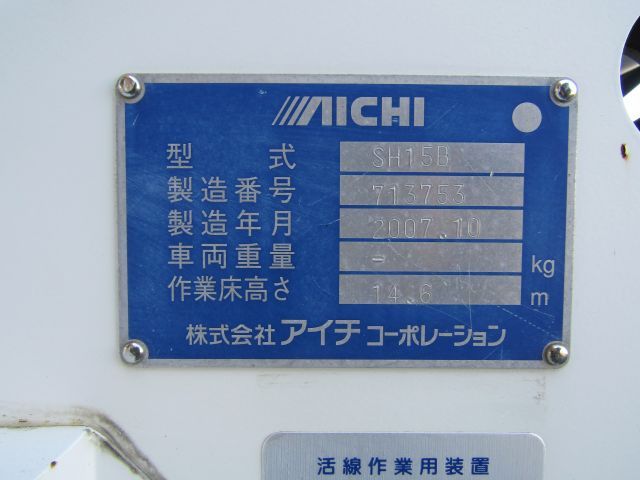 AICHI
型 式 SH15B
製造番号 713753
製造年月 2007.10
車両重量 - kg
作業床高さ 14.6 m
株式会社 アイチ コーポレーション
活線作業用装置